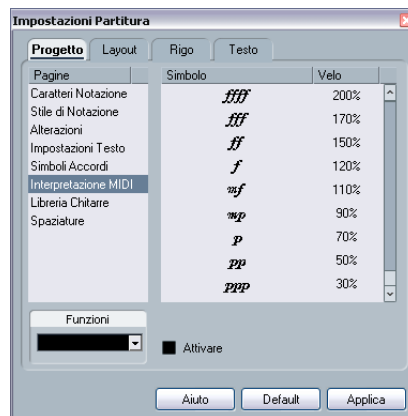 Impostazioni Partitura
Progetto Layout Rigo Testo
Pagine
Caratteri Notazione
Stile di Notazione
Alterazioni
Impostazioni Testo
Simboli Accordi
Interpretazione MIDI
Libreria Chitarre
Spaziature
Simbolo Velo
ffff 200%
fff 170%
ff 150%
f 120%
mf 110%
mp 90%
p 70%
pp 50%
ppp 30%
Funzioni
Attivare
Aiuto Default Applica